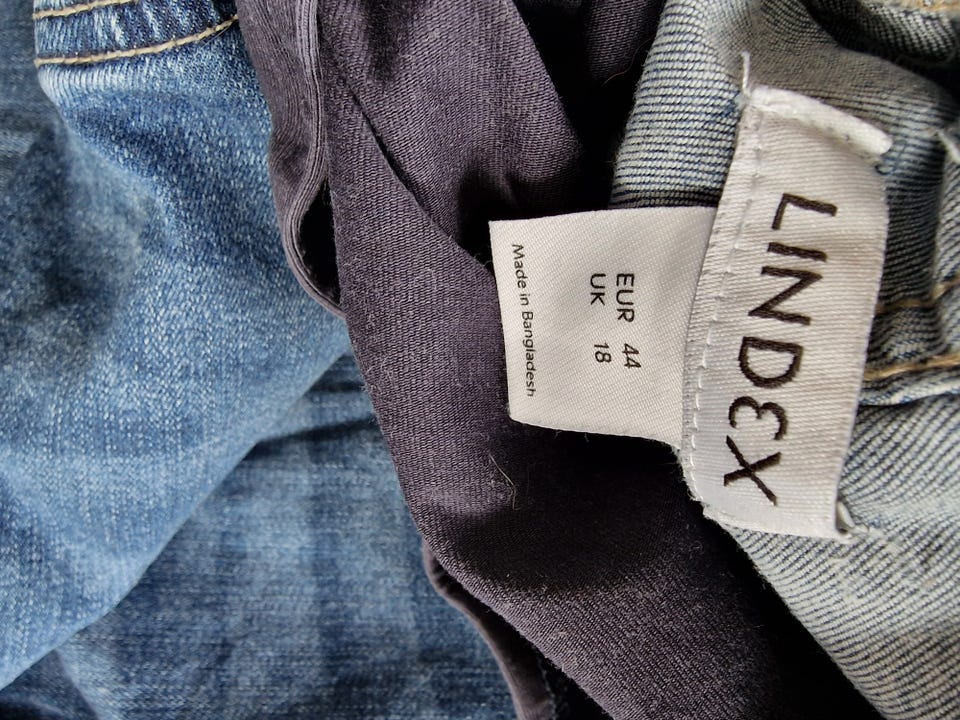 LINDEX
EUR 44
UK 18
Made in Bangladesh